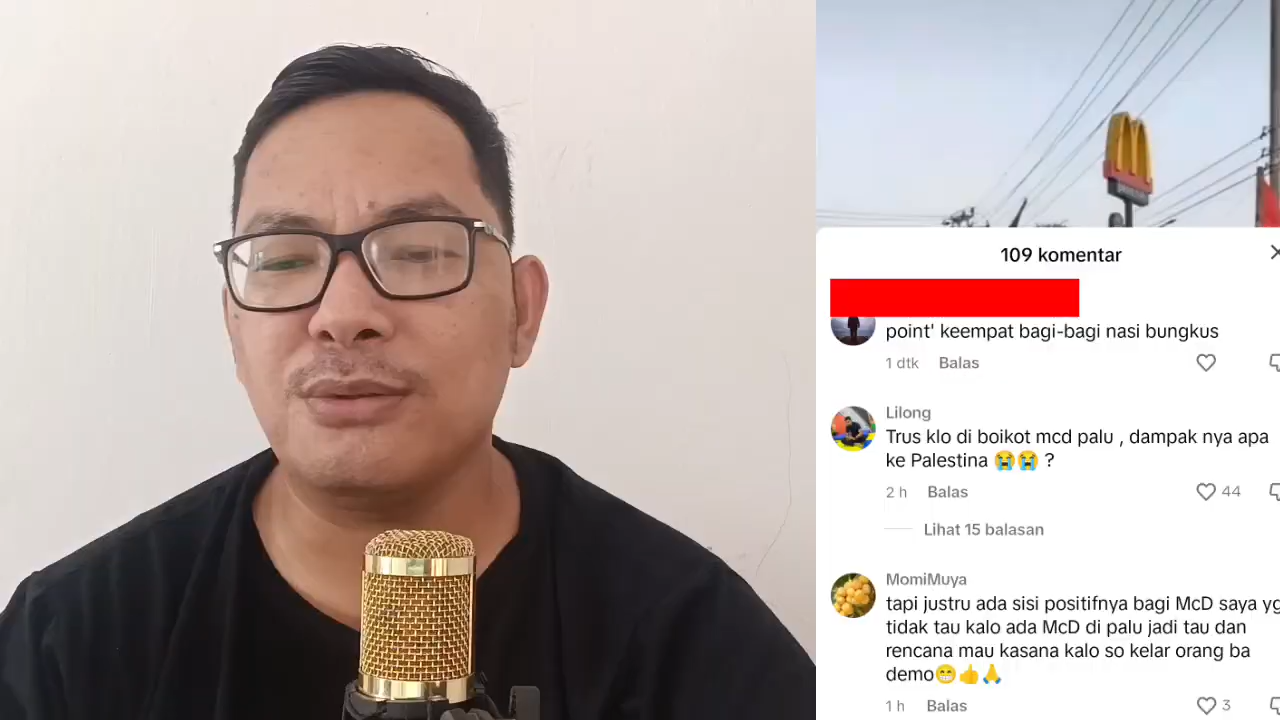 109 komentar
point' keempat bagi-bagi nasi bungkus
1 dtk Balas
Lilong
Trus klo di boikot mcd palu , dampak nya apa
ke Palestina 😭😭 ?
2 h Balas 44
Lihat 15 balasan
MomiMuya
tapi justru ada sisi positifnya bagi McD saya yg
tidak tau kalo ada McD di palu jadi tau dan
rencana mau kasana kalo so kelar orang ba
demo😁👍🙏
1 h Balas 3